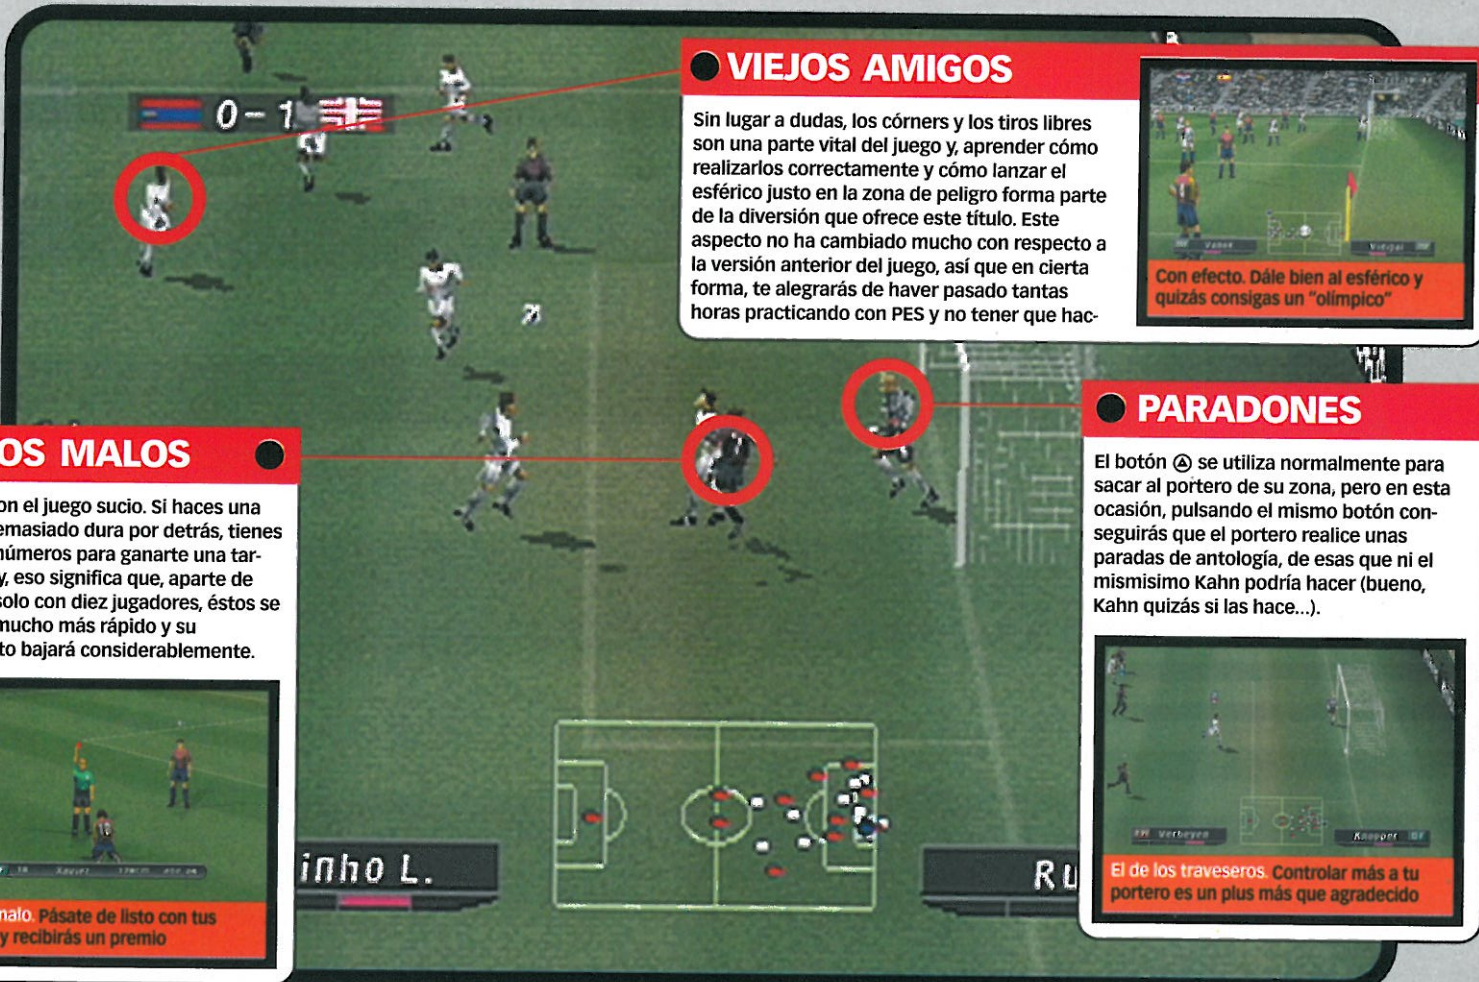 0-1
● VIEJOS AMIGOS
Sin lugar a dudas, los córners y los tiros libres
son una parte vital del juego y, aprender cómo
realizarlos correctamente y cómo lanzar el
esférico justo en la zona de peligro forma parte
de la diversión que ofrece este título. Este
aspecto no ha cambiado mucho con respecto a
la versión anterior del juego, así que en cierta
forma, te alegrarás de haver pasado tantas
horas practicando con PES y no tener que hac-
Con efecto. Dále bien al esférico y
quizás consigas un "olímpico"
OS MALOS ●
on el juego sucio. Si haces una
emasiado dura por detrás, tienes
números para ganarte una tar-
y, eso significa que, aparte de
solo con diez jugadores, éstos se
mucho más rápido y su
to bajará considerablemente.
malo. Pásate de listo con tus
y recibirás un premio
● PARADONES
El botón △ se utiliza normalmente para
sacar al portero de su zona, pero en esta
ocasión, pulsando el mismo botón con-
seguirás que el portero realice unas
paradas de antología, de esas que ni el
mismisimo Kahn podría hacer (bueno,
Kahn quizás si las hace...).
Verheyen
Knopper
El de los traveseros. Controlar más a tu
portero es un plus más que agradecido
inho L.
Ru